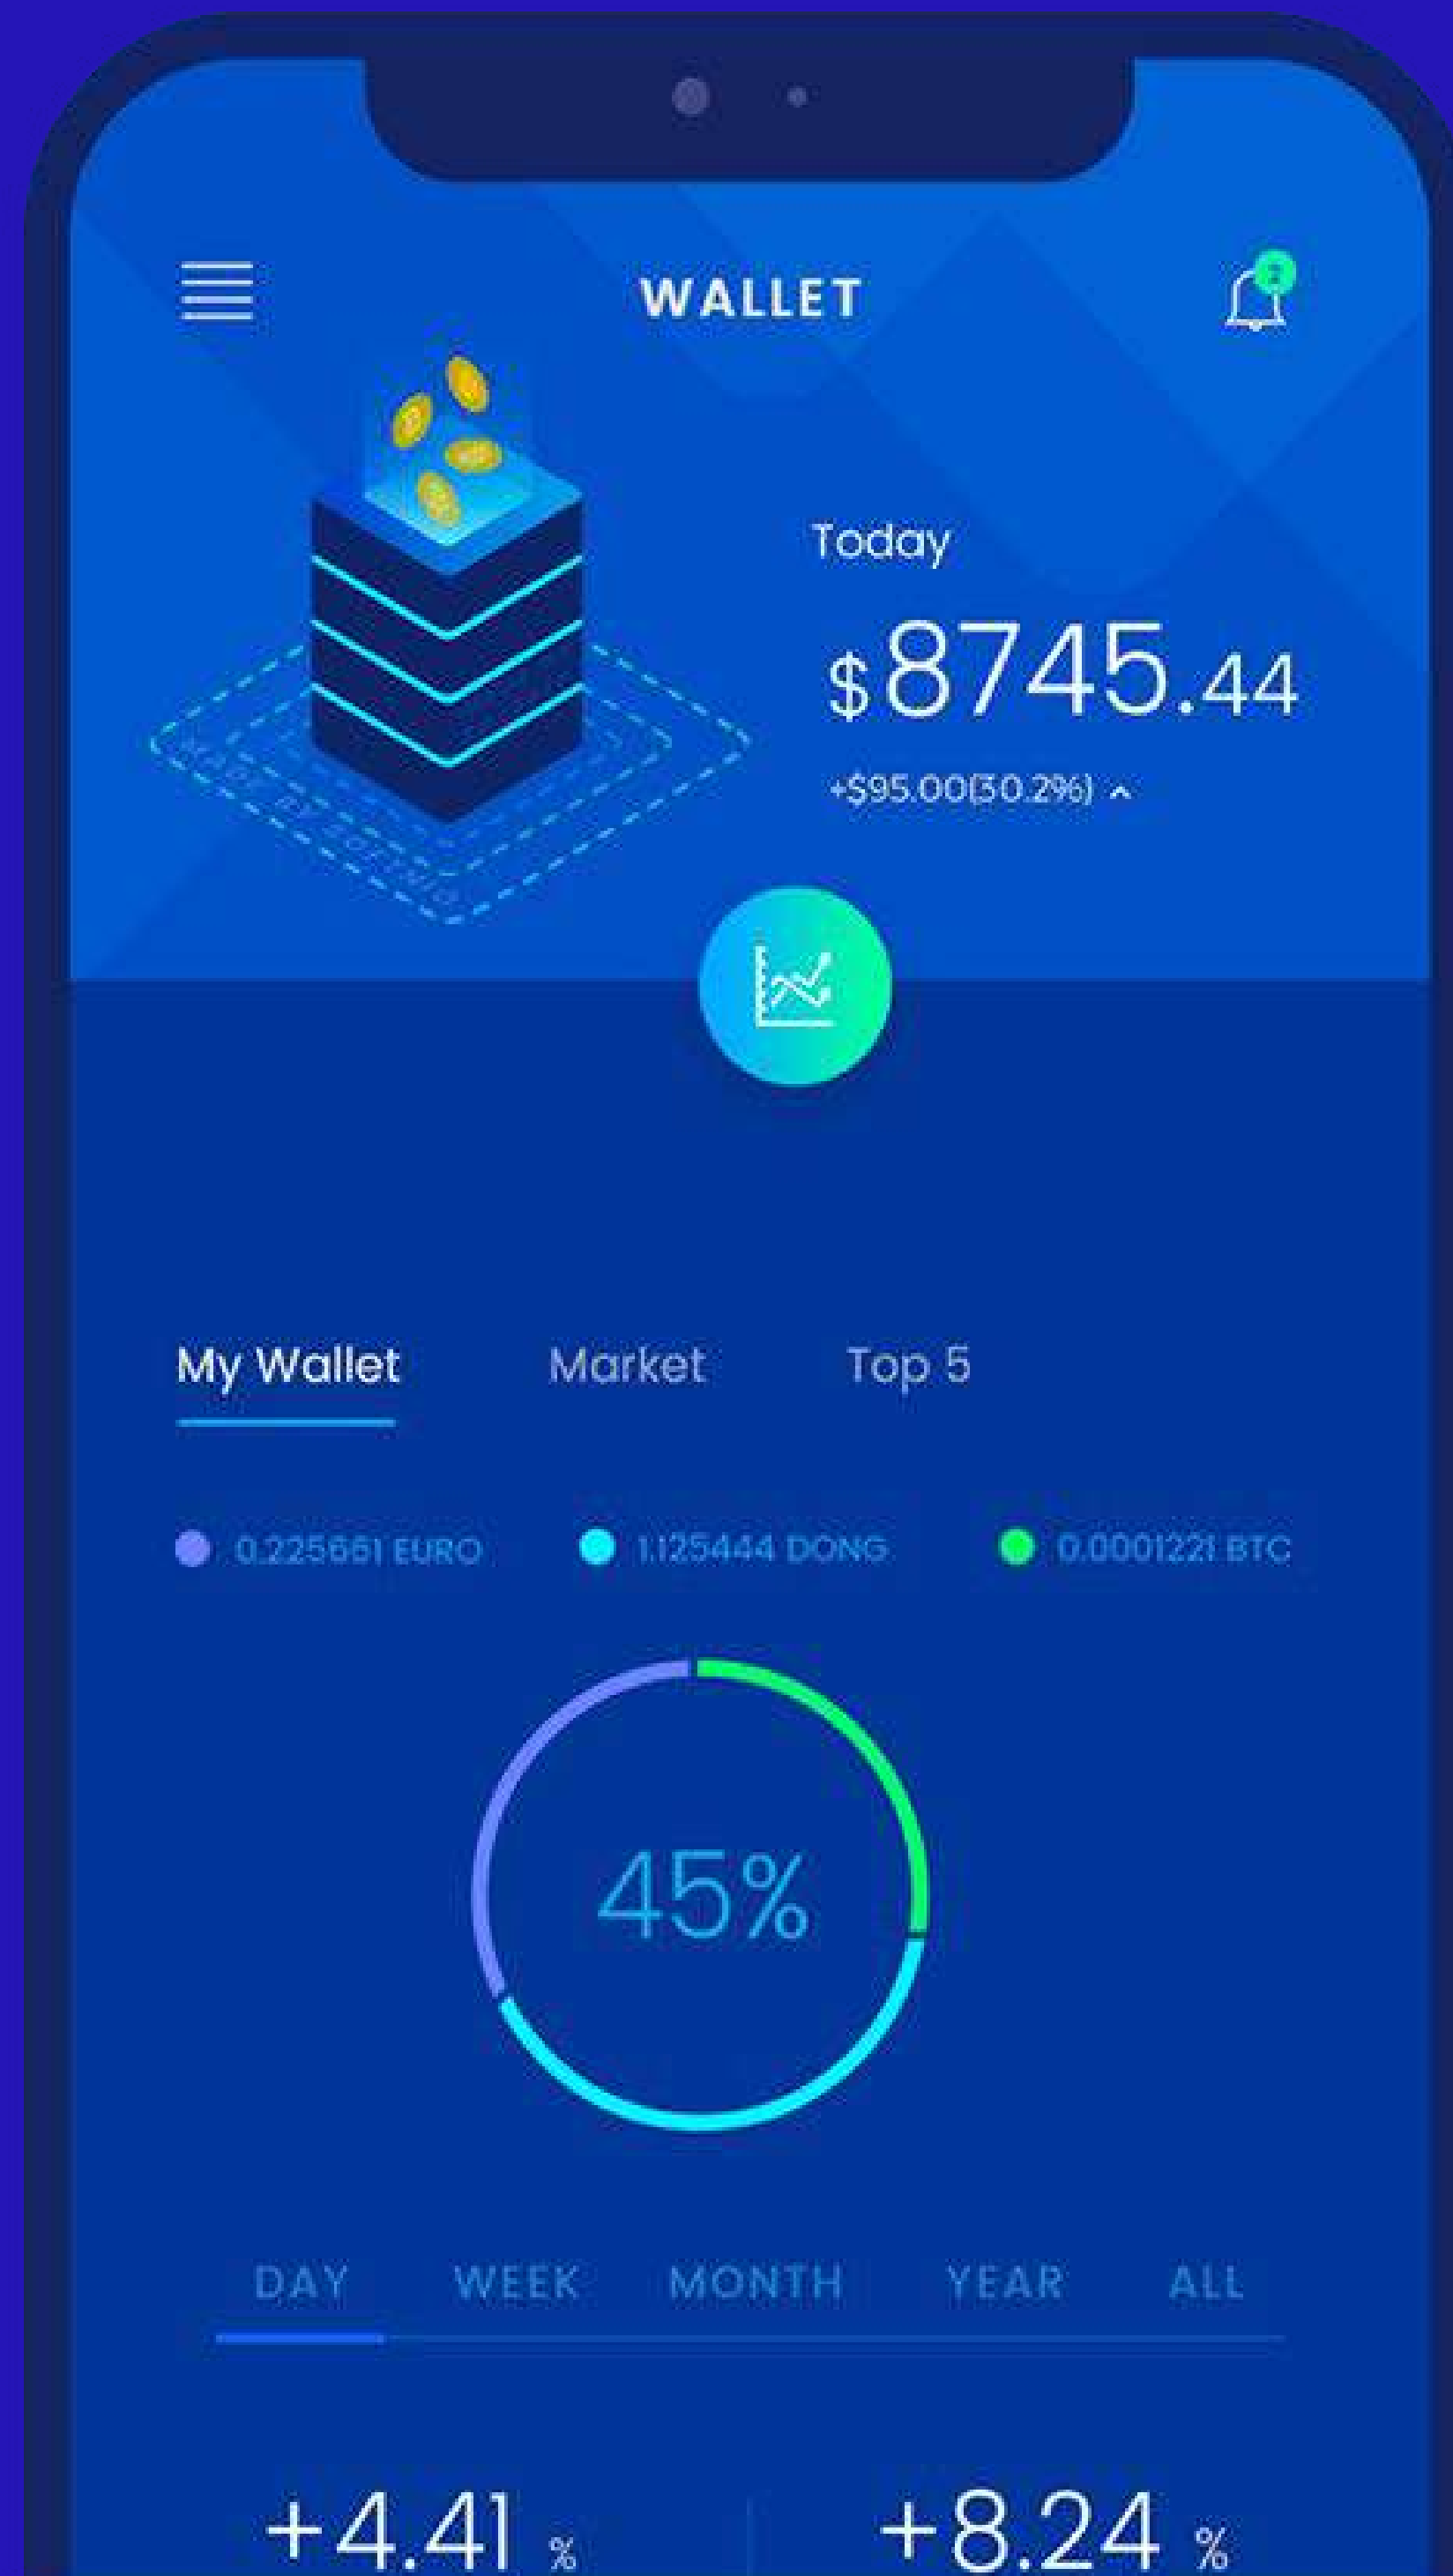 WALLET
Today
$8745.44
+$95.00(30.2%)
My Wallet Market Top 5
0.225661 EURO 1.125444 DONG 0.0001221 BTC
45%
DAY WEEK MONTH YEAR ALL
+4.41 % +8.24 %